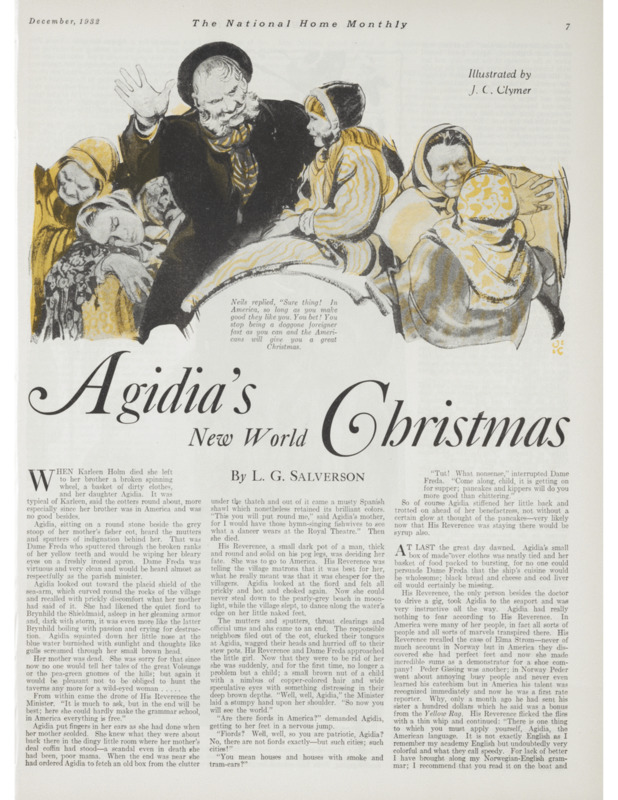 December, 1932
The National Home Monthly
7
Illustrated by
J. C. Clymer
Neils replied, "Sure thing! In
America, so long as you make
good they like you. You bet! You
stop being a doggone foreigner
fast as you can and the Ameri-
cans will give you a great
Christmas.
Agidia's
New World Christmas
By L. G. SALVERSON
WHEN Karleen Holm died she left
to her brother a broken spinning
wheel, a basket of dirty clothes,
and her daughter Agidia. It was
typical of Karleen, said the cotters round about, more
especially since her brother was in America and was
no good besides.
Agidia, sitting on a round stone beside the grey
stoop of her mother's fisher cot, heard the mutters
and sputters of indignation behind her. That was
Dame Freda who sputtered through the broken ranks
of her yellow teeth and would be wiping her bleary
eyes on a freshly ironed apron. Dame Freda was
virtuous and very clean and would be heard almost as
respectfully as the parish minister.
Agidia looked out toward the placid shield of the
sea-arm, which curved round the rocks of the village
and recalled with prickly discomfort what her mother
had said of it. She had likened the quiet fiord to
Brynhild the Shieldmaid, asleep in her gleaming armor
and, dark with storm, it was even more like the latter
Brynhild boiling with passion and crying for destruc-
tion. Agidia squinted down her little nose at the
blue water burnished with sunlight and thoughts like
gulls screamed through her small brown head.
Her mother was dead. She was sorry for that since
now no one would tell her tales of the great Volsungs
or the pea-green gnomes of the hills; but again it
would be pleasant not to be obliged to hunt the
taverns any more for a wild-eyed woman . . . . .
From within came the drone of His Reverence the
Minister. "It is much to ask, but in the end will be
best; here she could hardly make the grammar school,
in America everything is free."
Agidia put fingers in her ears as she had done when
her mother scolded. She knew what they were about
back there in the dingy little room where her mother's
deal coffin had stood—a scandal even in death she
had been, poor mama. When the end was near she
had ordered Agidia to fetch an old box from the clutter
under the thatch and out of it came a musty Spanish
shawl which nonetheless retained its brilliant colors.
"This you will put round me," said Agidia's mother,
for I would have those hymn-singing fishwives to see
what a dancer wears at the Royal Theatre." Then
she died.
His Reverence, a small dark pot of a man, thick
and round and solid on his peg legs, was deciding her
fate. She was to go to America. His Reverence was
telling the village matrons that it was best for her,
what he really meant was that it was cheaper for the
villagers. Agidia looked at the fiord and felt all
prickly and hot and choked again. Now she could
never steal down to the pearly-grey beach in moon-
light, while the village slept, to dance along the water's
edge on her little naked feet.
The mutters and sputters, throat clearings and
official ums and ahs came to an end. The responsible
neighbors filed out of the cot, clucked their tongues
at Agidia, wagged their heads and hurried off to their
stew pots. His Reverence and Dame Freda approached
the little girl. Now that they were to be rid of her
she was suddenly, and for the first time, no longer a
problem but a child; a small brown nut of a child
with a nimbus of copper-colored hair and wide
speculative eyes with something distressing in their
deep brown depths. "Well, well, Agidia," the Minister
laid a stumpy hand upon her shoulder. "So now you
will see the world."
"Are there fiords in America?" demanded Agidia,
getting to her feet in a nervous jump.
"Fiords? Well, well, so you are patriotic, Agidia?
No, there are not fiords exactly—but such cities; such
cities!"
"You mean houses and houses with smoke and
tram-cars?"
"Tut! What nonsense," interrupted Dame
Freda. "Come along, child, it is getting on
for supper; pancakes and kippers will do you
more good than chittering."
So of course Agidia stiffened her little back and
trotted on ahead of her benefactress, not without a
certain glow at thought of the pancakes—very likely
now that His Reverence was staying there would be
syrup also.
AT LAST the great day dawned. Agidia's small
box of made-over clothes was neatly tied and her
basket of food packed to bursting, for no one could
persuade Dame Freda that the ship's cuisine would
be wholesome; black bread and cheese and cod liver
oil would certainly be missing.
His Reverence, the only person besides the doctor
to drive a gig, took Agidia to the seaport and was
very instructive all the way. Agidia had really
nothing to fear according to His Reverence. In
America were many of her people, in fact all sorts of
people and all sorts of marvels transpired there. His
Reverence recalled the case of Elma Strom—never of
much account in Norway but in America they dis-
covered she had perfect feet and now she made
incredible sums as a demonstrator for a shoe com-
pany! Peder Gissing was another; in Norway Peder
went about annoying busy people and never even
learned his catechism but in America his talent was
recognized immediately and now he was a first rate
reporter. Why, only a month ago he had sent his
sister a hundred dollars which he said was a bonus
from the Yellow Rag. His Reverence flicked the flies
with a thin whip and continued: "There is one thing
to which you must apply yourself, Agidia, the
American language. It is not exactly English as I
remember my academy English but undoubtedly very
colorful and what they call speedy. For lack of better
I have brought along my Norwegian-English gram-
mar; I recommend that you read it on the boat and